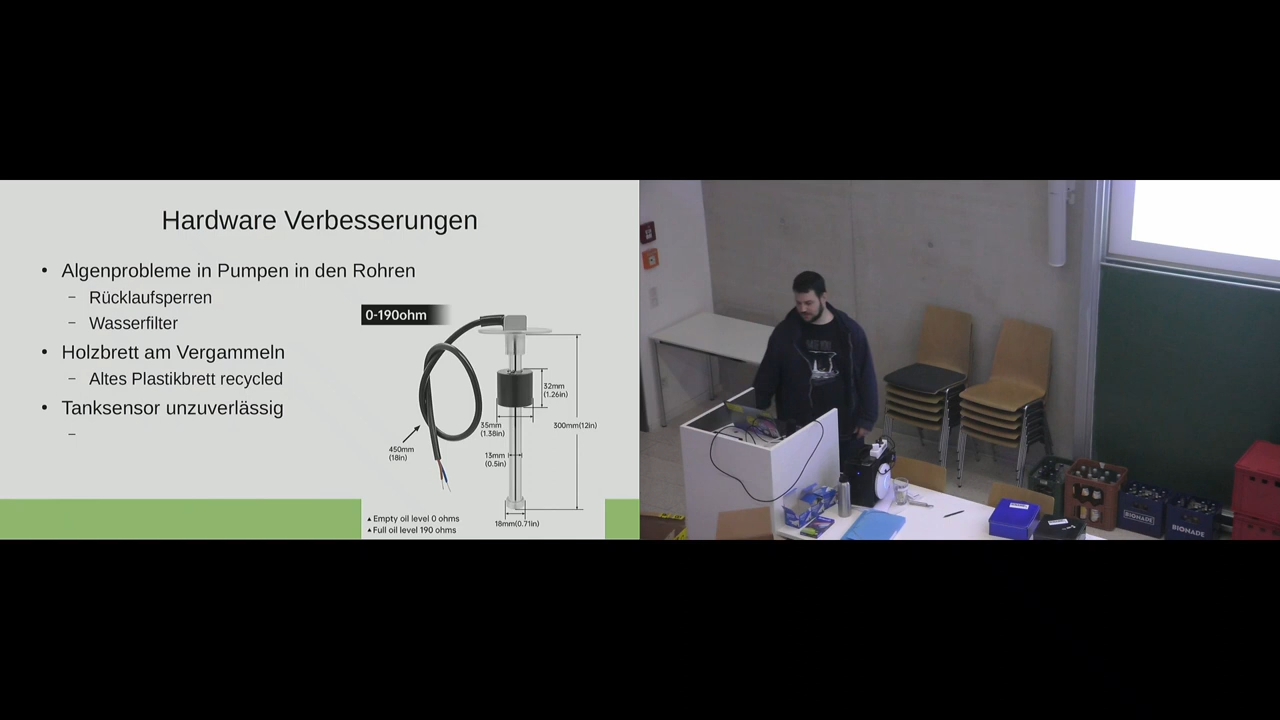 Hardware Verbesserungen
• Algenprobleme in Pumpen in den Rohren
– Rücklaufsperren
– Wasserfilter
• Holzbrett am Vergammeln
– Altes Plastikbrett recycled
• Tanksensor unzuverlässig
–
0-190ohm
32mm
(1.26in)
35mm
(1.38in)
300mm(12in)
450mm
(18in)
13mm
(0.5in)
18mm(0.71in)
▲ Empty oil level 0 ohms
▲ Full oil level 190 ohms
BIONADE
BIONADE